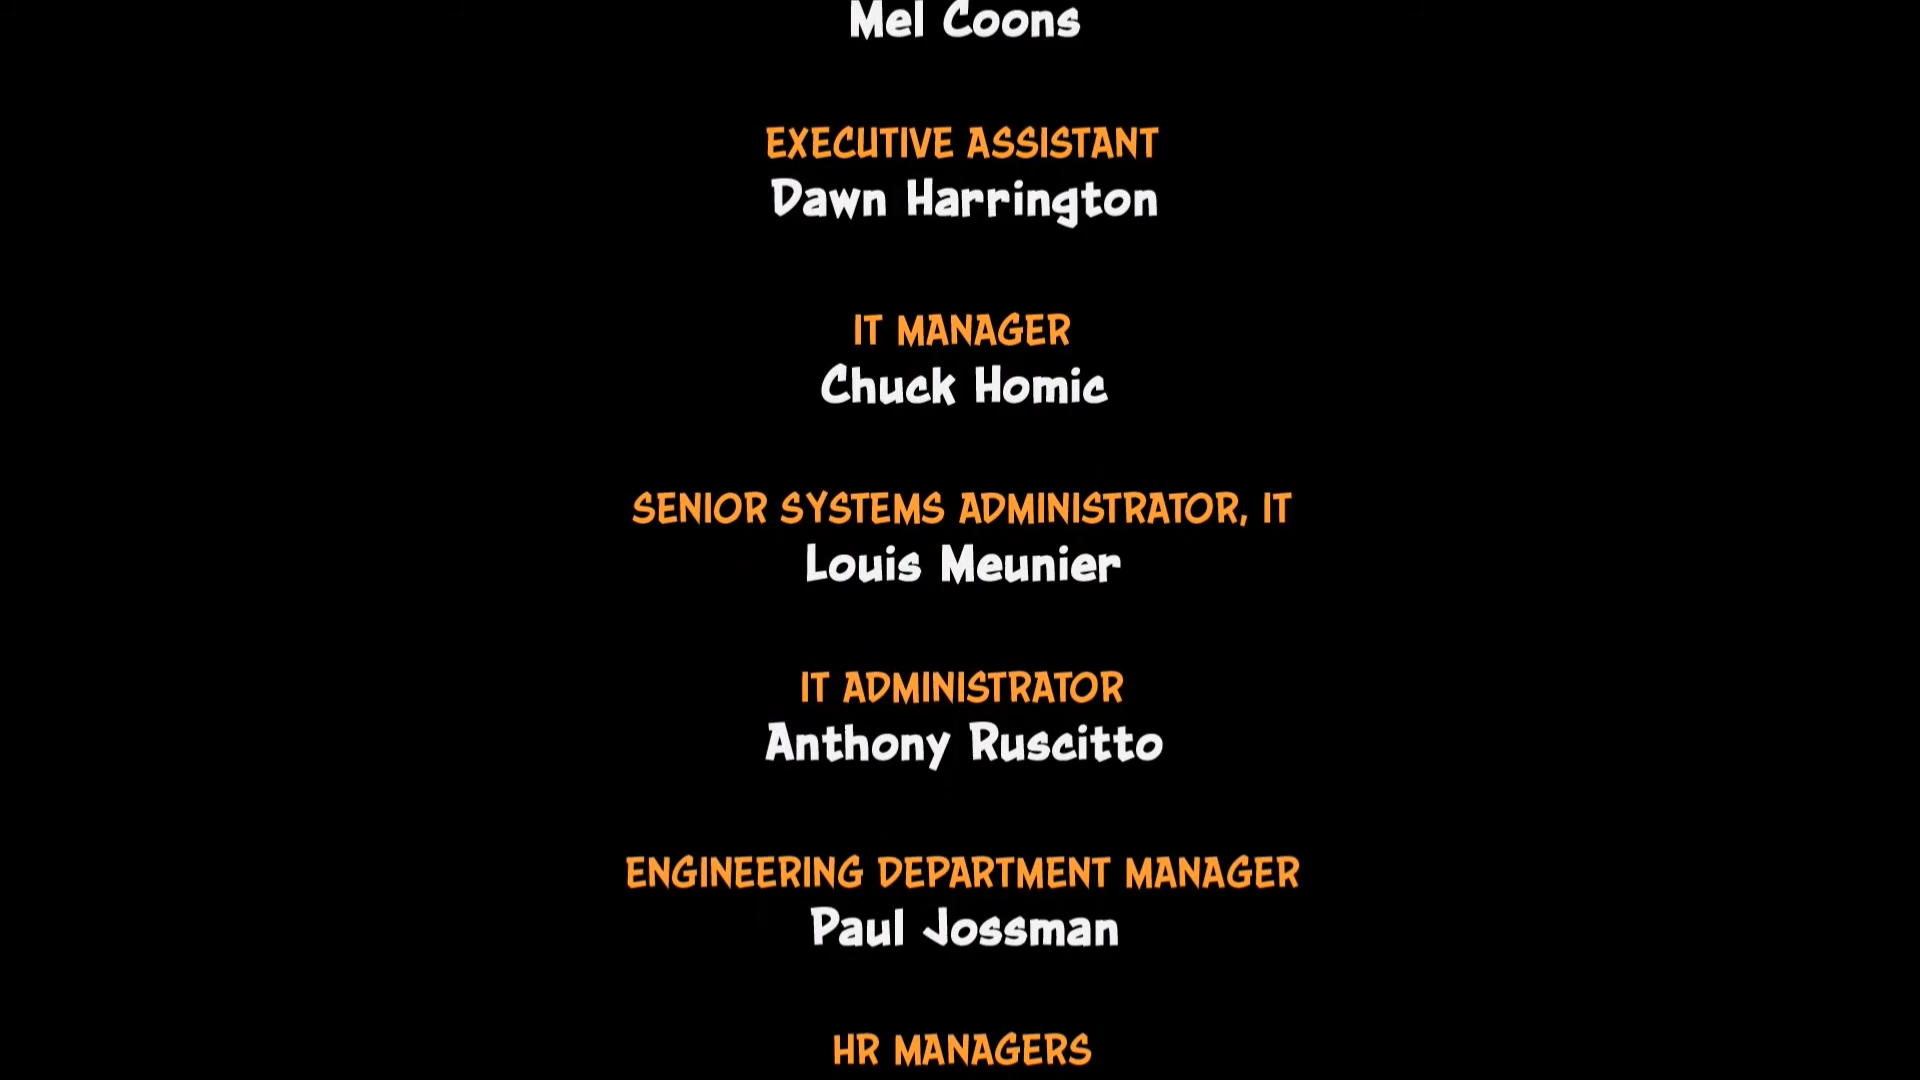 Mel Coons
EXECUTIVE ASSISTANT
Dawn Harrington
IT MANAGER
Chuck Homic
SENIOR SYSTEMS ADMINISTRATOR, IT
Louis Meunier
IT ADMINISTRATOR
Anthony Ruscitto
ENGINEERING DEPARTMENT MANAGER
Paul Jossman
HR MANAGERS